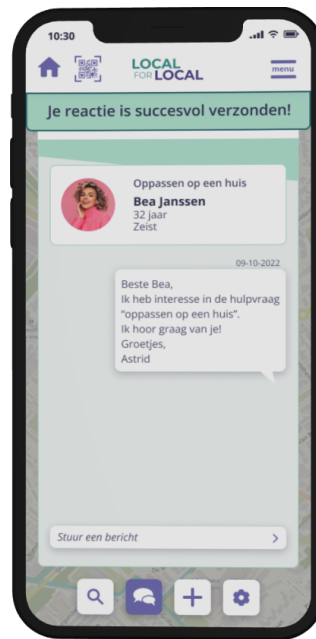 10:30
LOCAL
FOR LOCAL
menu
Je reactie is succesvol verzonden!
Oppassen op een huis
Bea Janssen
32 jaar
Zeist
09-10-2022
Beste Bea,
Ik heb interesse in de hulpvraag
“oppassen op een huis”.
Ik hoor graag van je!
Groetjes,
Astrid
Stuur een bericht